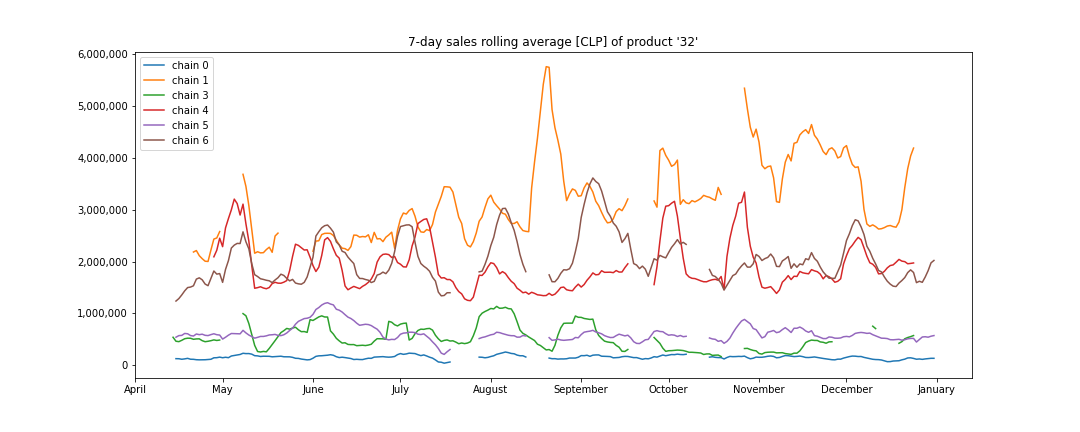 7-day sales rolling average [CLP] of product '32'
6,000,000
5,000,000
4,000,000
3,000,000
2,000,000
1,000,000
0
chain 0
chain 1
chain 3
chain 4
chain 5
chain 6
April May June July August September October November December January